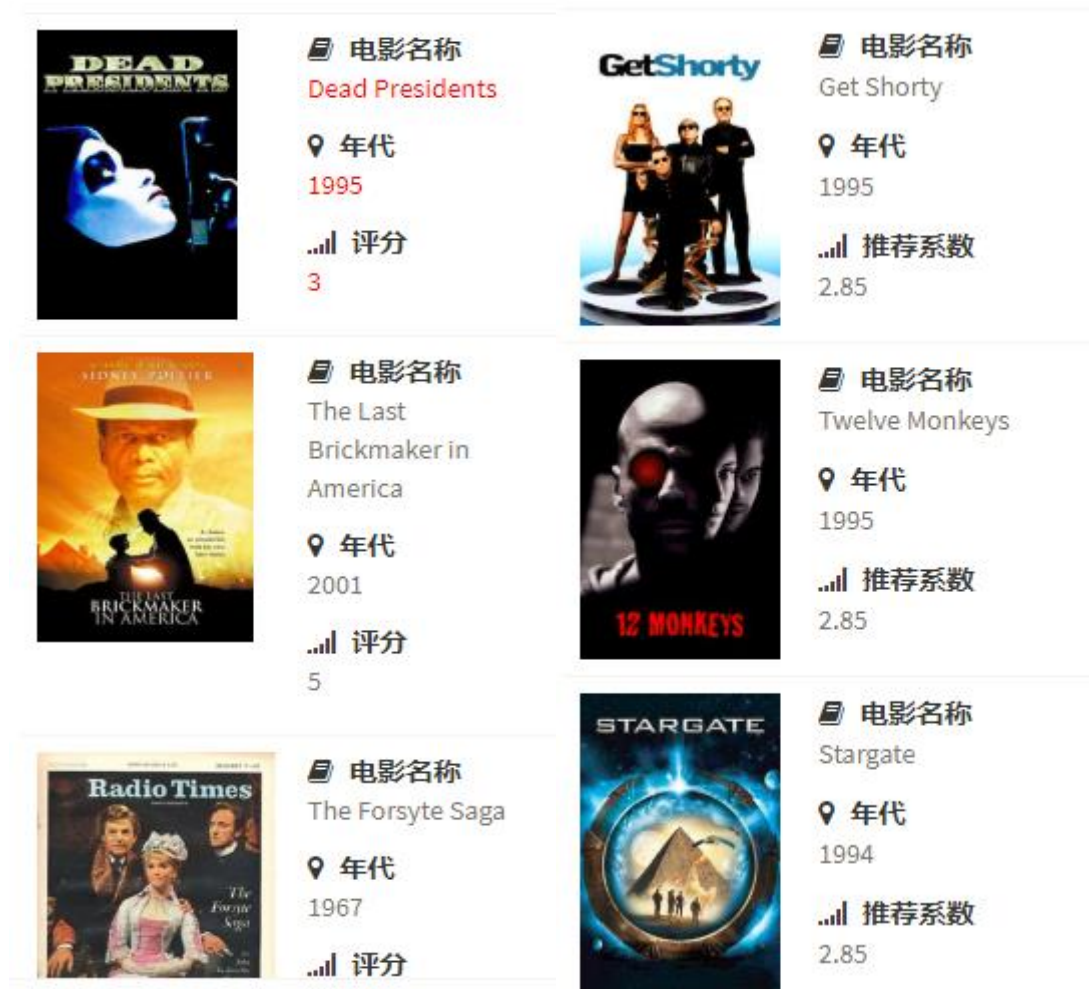 DEAD
PRESIDENTS
电影名称
Dead Presidents
年代
1995
评分
3
SIDNEY POITIER
THE LAST
BRICKMAKER
IN AMERICA
电影名称
The Last
Brickmaker in
America
年代
2001
评分
5
Radio Times
The
Forsyte
Saga
电影名称
The Forsyte Saga
年代
1967
评分
GetShorty
电影名称
Get Shorty
年代
1995
推荐系数
2.85
12 MONKEYS
电影名称
Twelve Monkeys
年代
1995
推荐系数
2.85
STARGATE
电影名称
Stargate
年代
1994
推荐系数
2.85